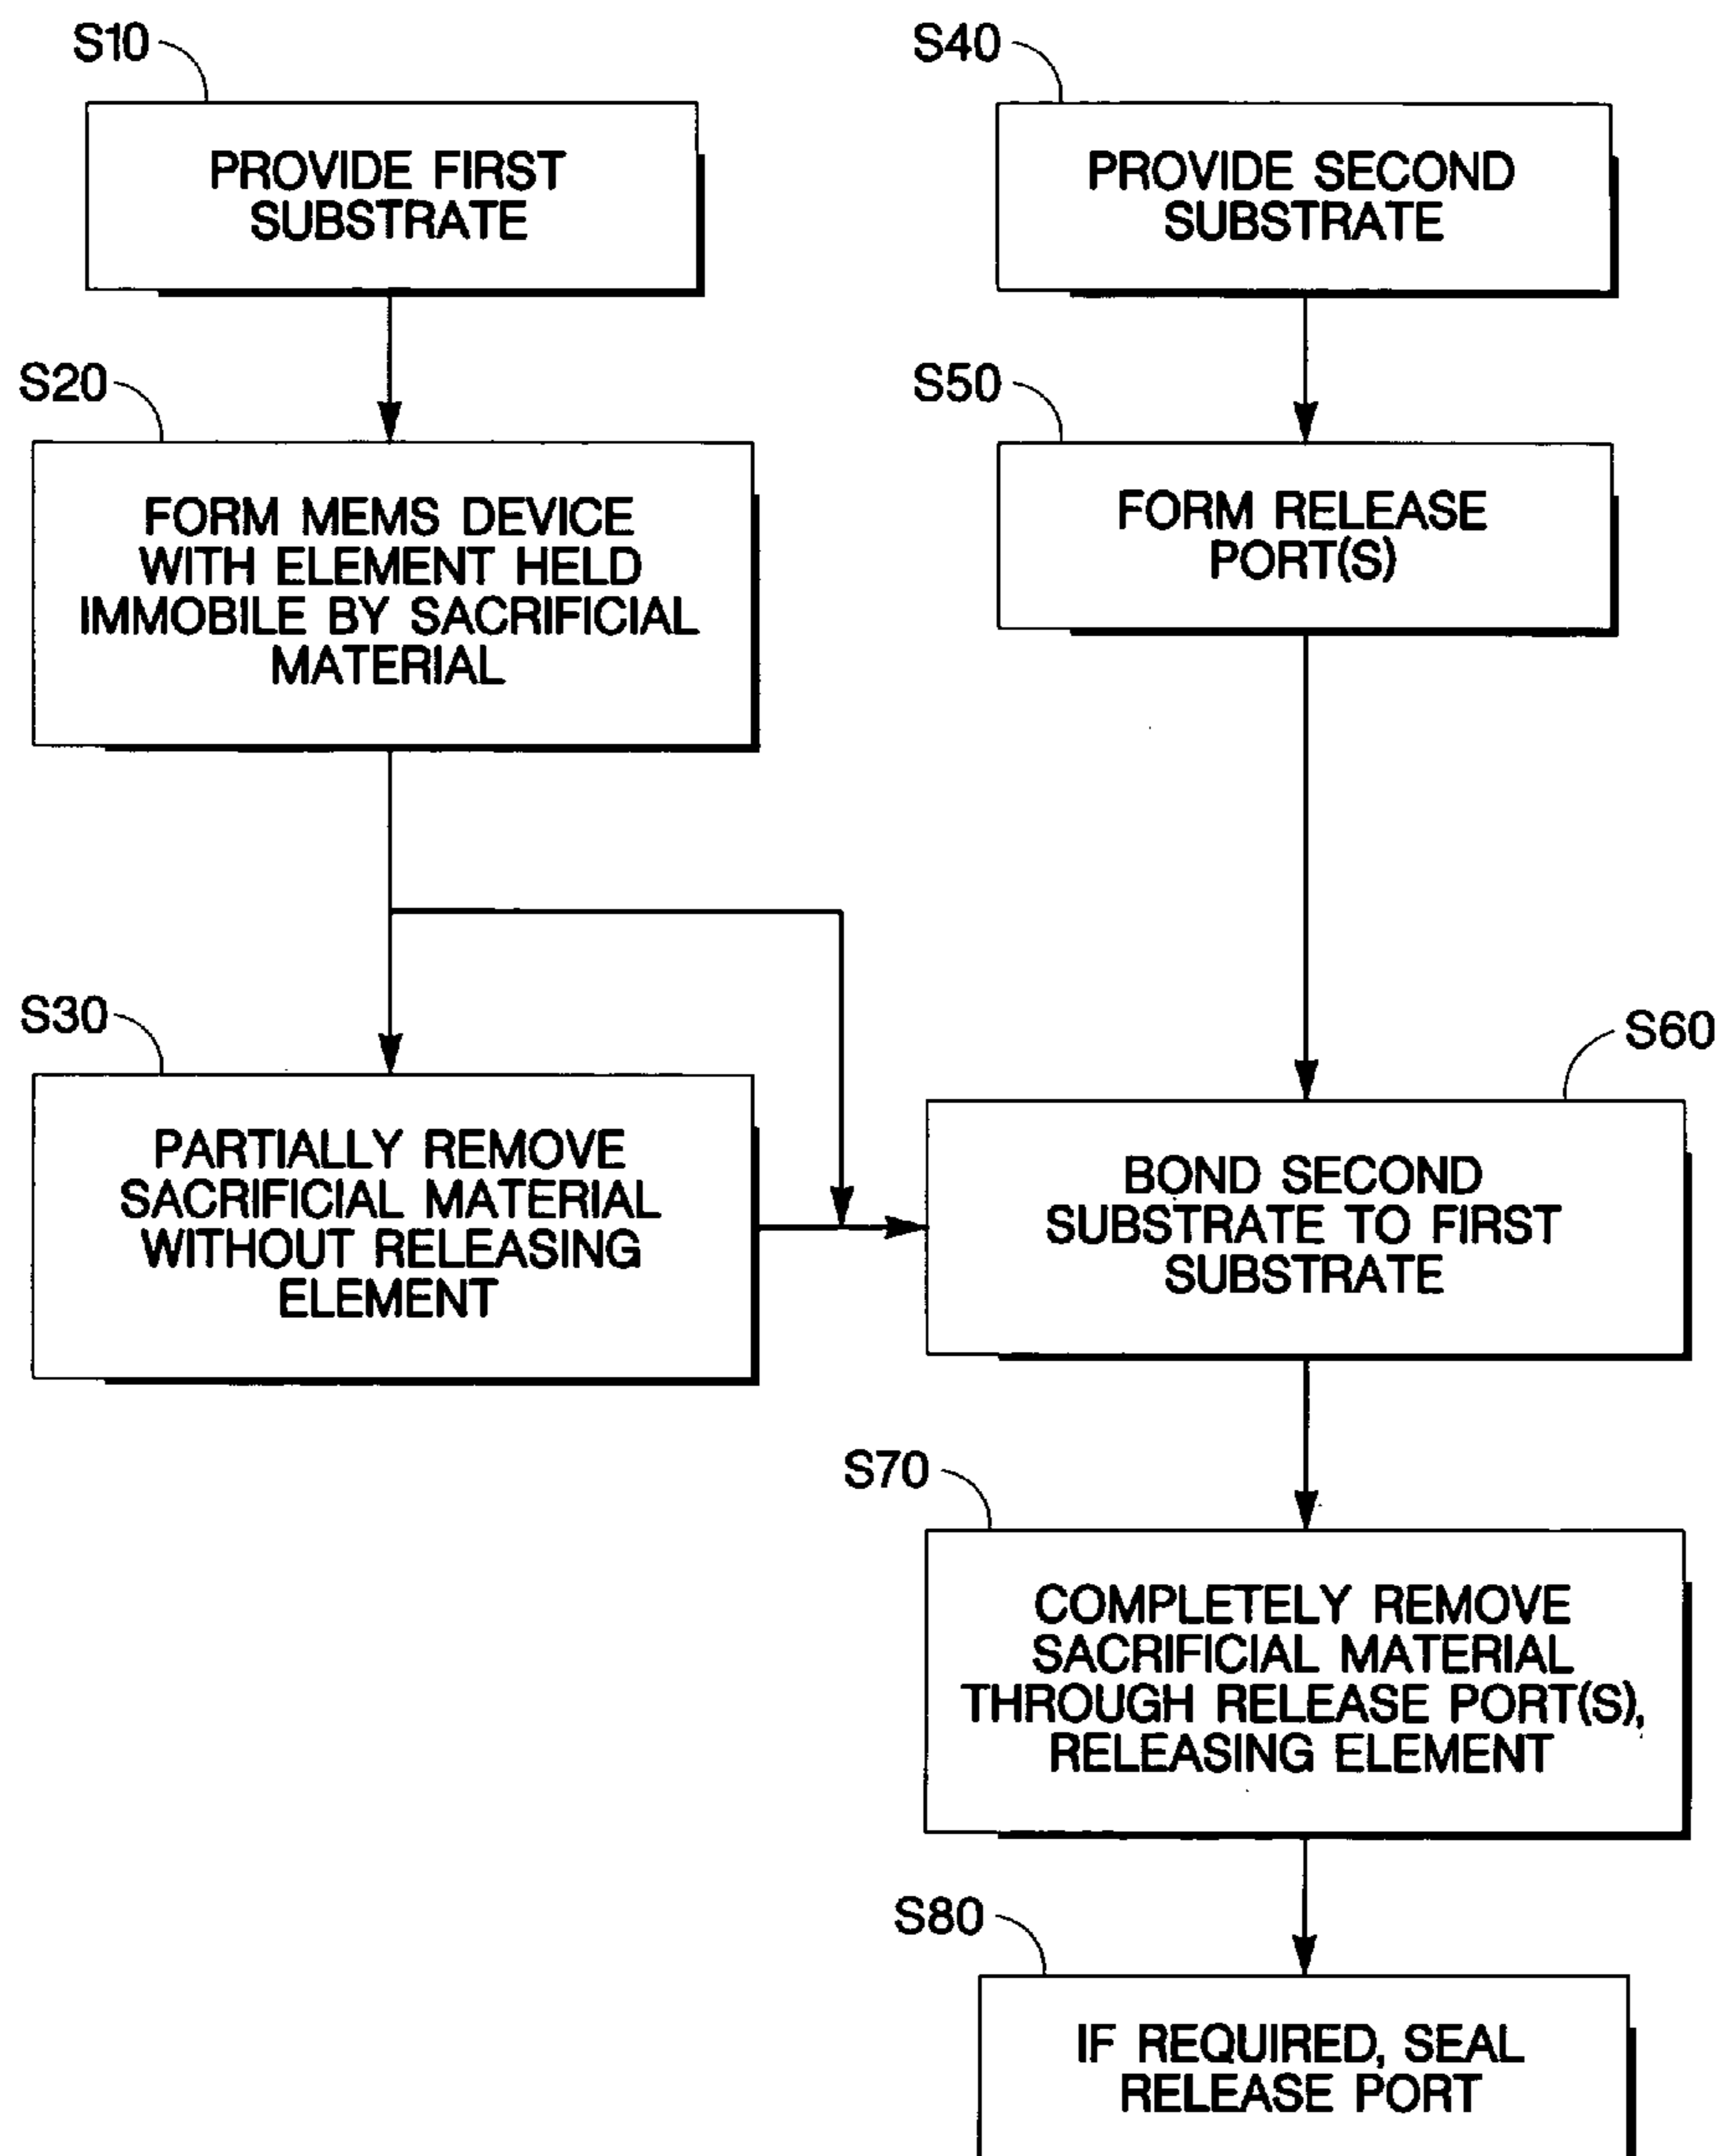 S10
PROVIDE FIRST
SUBSTRATE
S20
FORM MEMS DEVICE
WITH ELEMENT HELD
IMMOBILE BY SACRIFICIAL
MATERIAL
S30
PARTIALLY REMOVE
SACRIFICIAL MATERIAL
WITHOUT RELEASING
ELEMENT
S40
PROVIDE SECOND
SUBSTRATE
S50
FORM RELEASE
PORT(S)
S60
BOND SECOND
SUBSTRATE TO FIRST
SUBSTRATE
S70
COMPLETELY REMOVE
SACRIFICIAL MATERIAL
THROUGH RELEASE PORT(S),
RELEASING ELEMENT
S80
IF REQUIRED, SEAL
RELEASE PORT